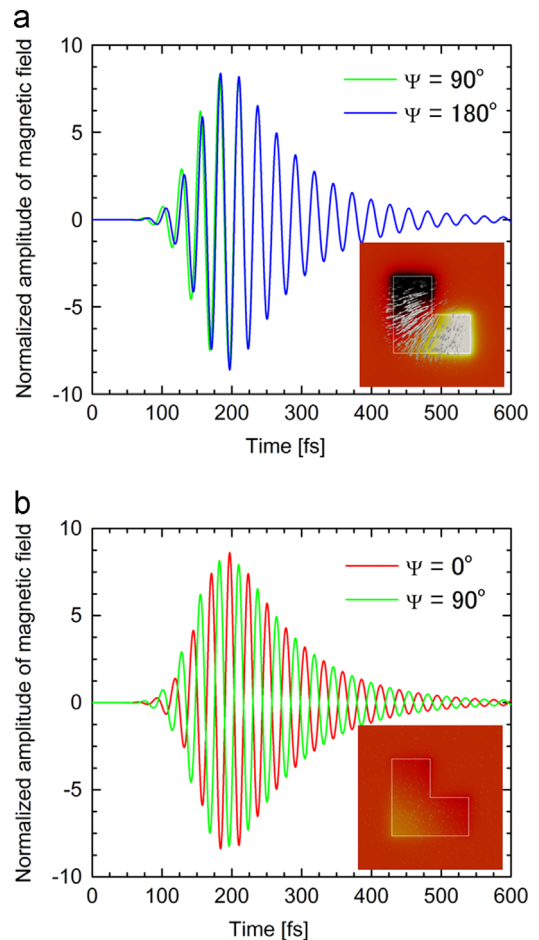 a
10
5
0
-5
-10
Normalized amplitude of magnetic field
Ψ = 90°
Ψ = 180°
0 100 200 300 400 500 600
Time [fs]
b
10
5
0
-5
-10
Normalized amplitude of magnetic field
Ψ = 0°
Ψ = 90°
0 100 200 300 400 500 600
Time [fs]